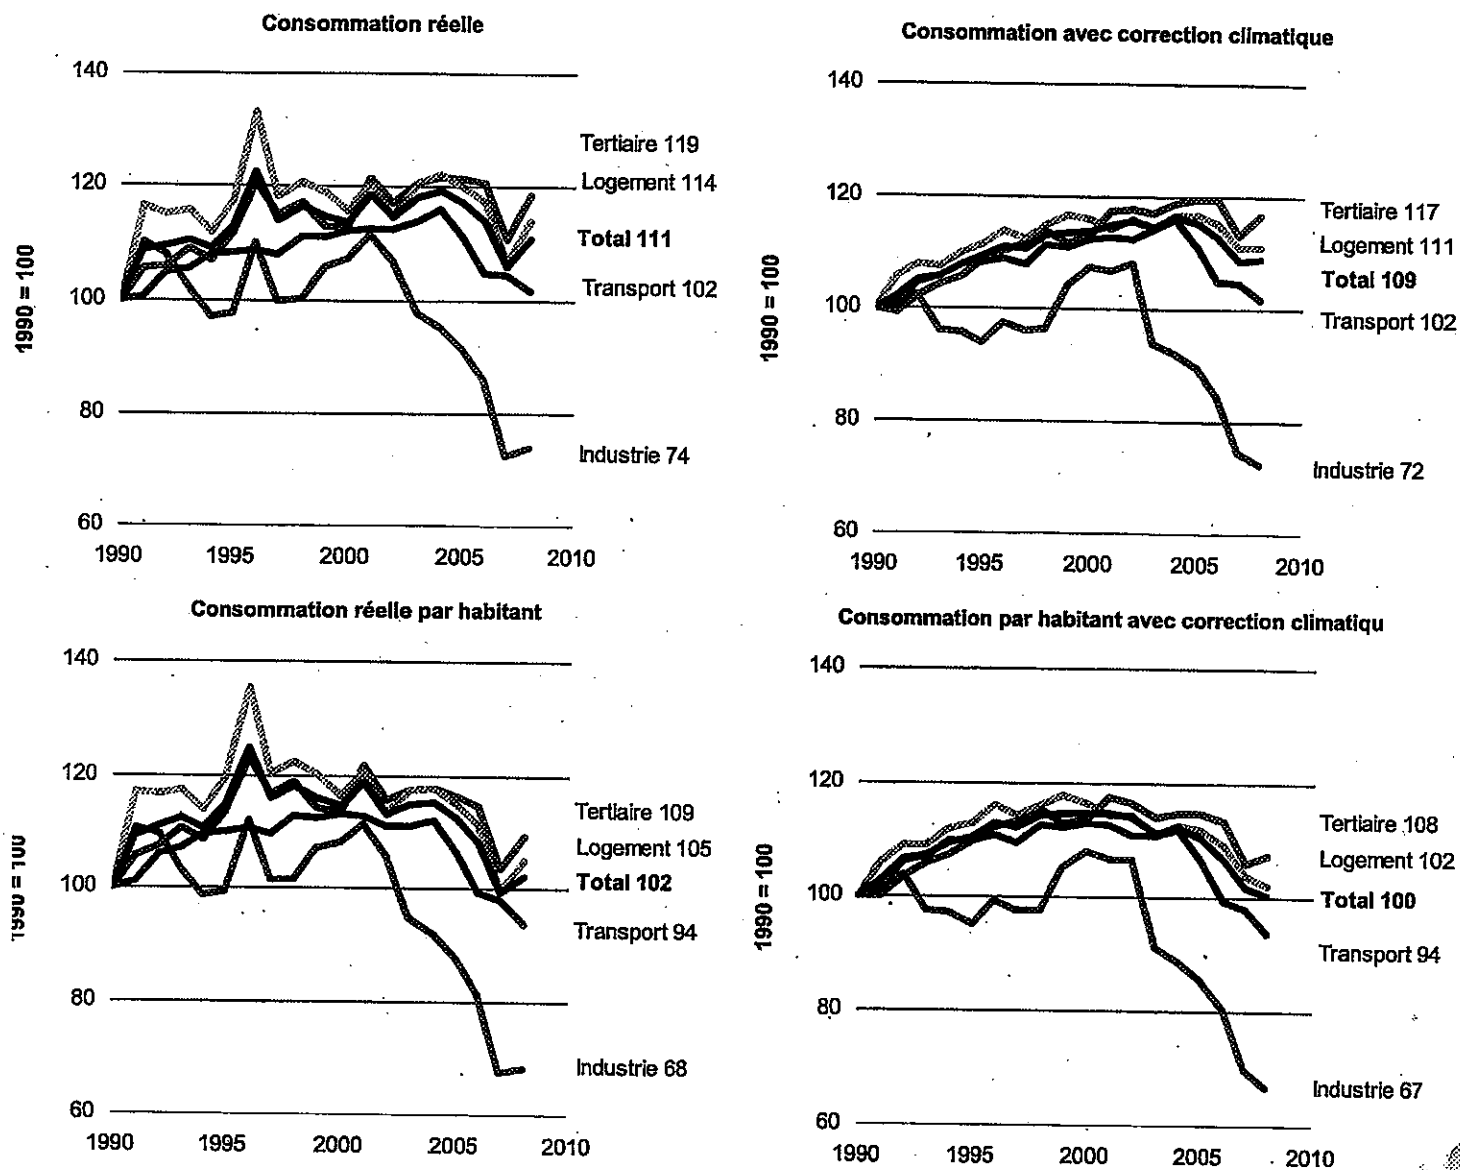 Consommation réelle
140
120
100
80
60
1990 = 100
1990 1995 2000 2005 2010
Tertiaire 119
Logement 114
Total 111
Transport 102
Industrie 74
Consommation avec correction climatique
140
120
100
80
60
1990 = 100
1990 1995 2000 2005 2010
Tertiaire 117
Logement 111
Total 109
Transport 102
Industrie 72
Consommation réelle par habitant
140
120
100
80
60
1990 = 100
1990 1995 2000 2005 2010
Tertiaire 109
Logement 105
Total 102
Transport 94
Industrie 68
Consommation par habitant avec correction climatiqu
140
120
100
80
60
1990 = 100
1990 1995 2000 2005 2010
Tertiaire 108
Logement 102
Total 100
Transport 94
Industrie 67